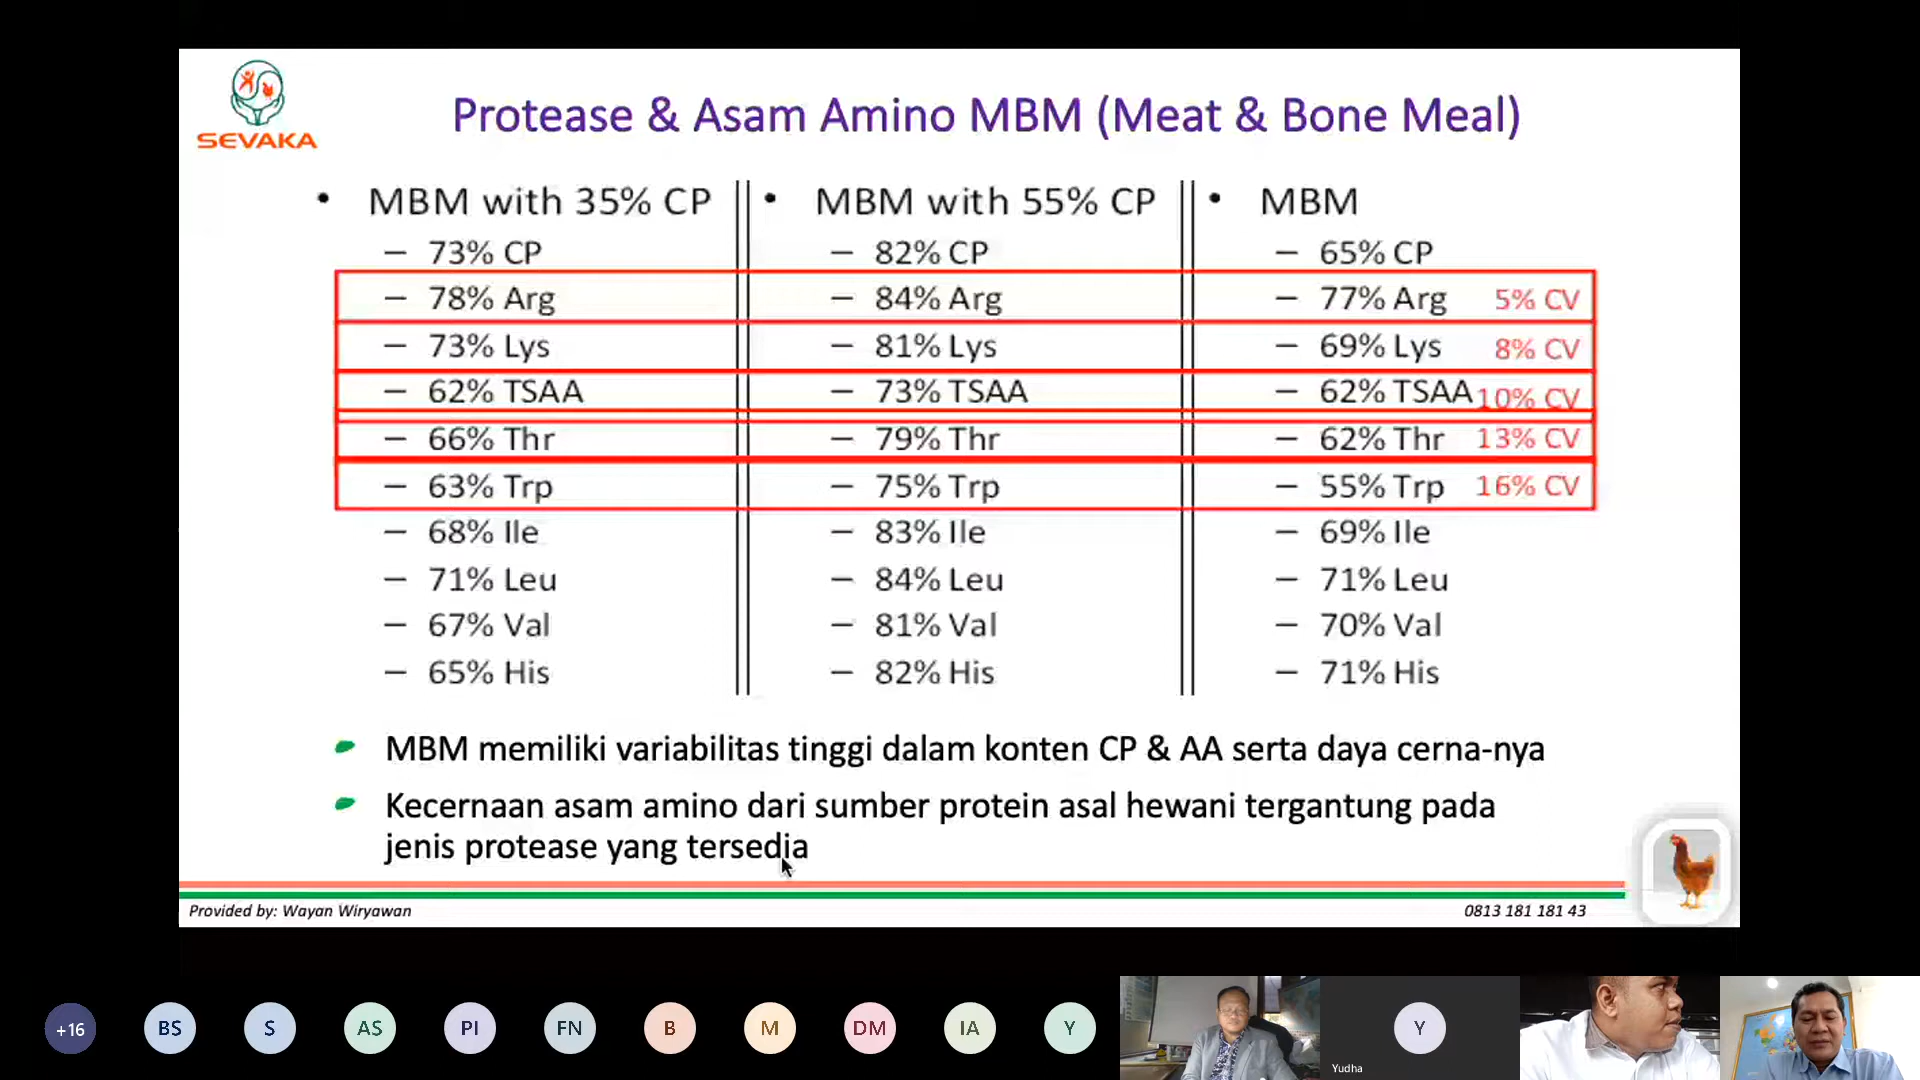 SEVAKA
Protease & Asam Amino MBM (Meat & Bone Meal)
• MBM with 35% CP
– 73% CP
– 78% Arg
– 73% Lys
– 62% TSAA
– 66% Thr
– 63% Trp
– 68% Ile
– 71% Leu
– 67% Val
– 65% His
• MBM with 55% CP
– 82% CP
– 84% Arg
– 81% Lys
– 73% TSAA
– 79% Thr
– 75% Trp
– 83% Ile
– 84% Leu
– 81% Val
– 82% His
• MBM
– 65% CP
– 77% Arg 5% CV
– 69% Lys 8% CV
– 62% TSAA 10% CV
– 62% Thr 13% CV
– 55% Trp 16% CV
– 69% Ile
– 71% Leu
– 70% Val
– 71% His
MBM memiliki variabilitas tinggi dalam konten CP & AA serta daya cerna-nya
Kecernaan asam amino dari sumber protein asal hewani tergantung pada
jenis protease yang tersedia
Provided by: Wayan Wiryawan
0813 181 181 43
+16 BS S AS PI FN B M DM IA Y Y
Yudha